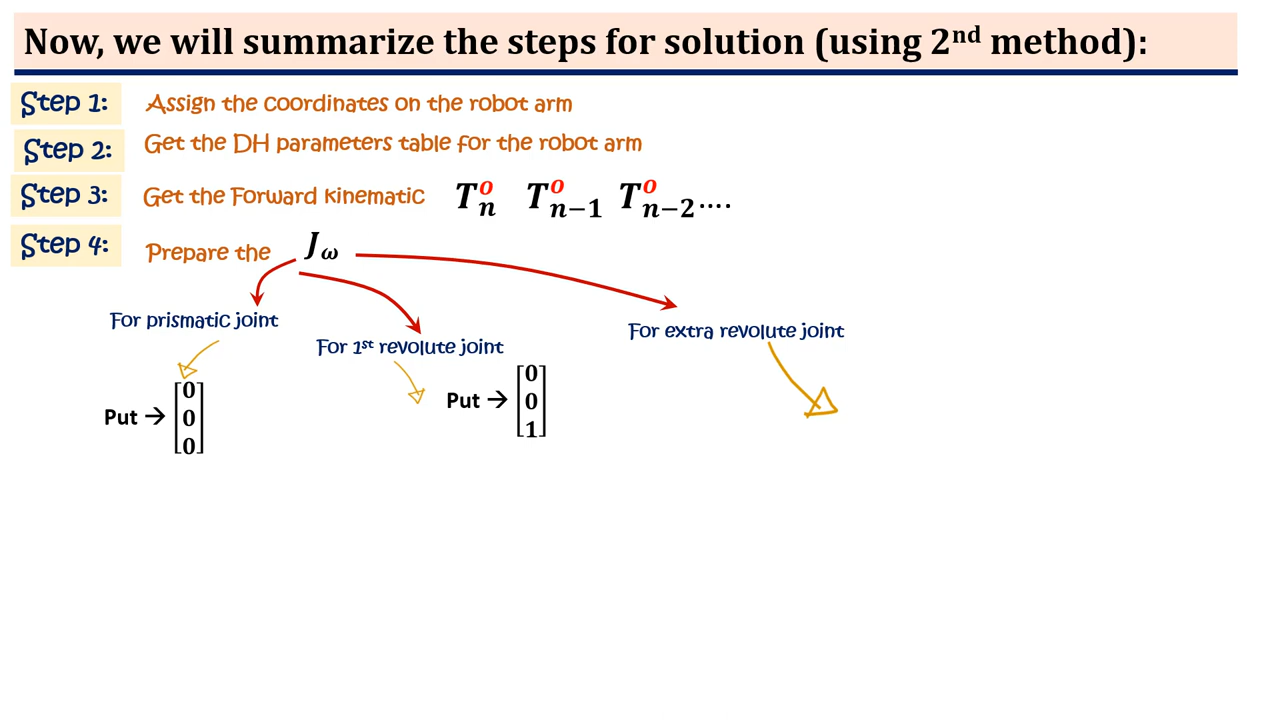 Now, we will summarize the steps for solution (using 2nd method):
Step 1: Assign the coordinates on the robot arm
Step 2: Get the DH parameters table for the robot arm
Step 3: Get the Forward kinematic T_n^o T_{n-1}^o T_{n-2}^o ....
Step 4: Prepare the J_ω
For prismatic joint
For 1st revolute joint
For extra revolute joint
Put → [0 0 0]
Put → [0 0 1]